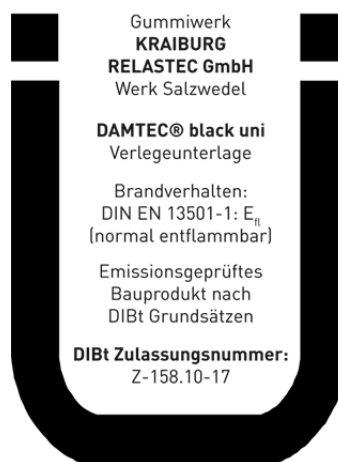 Gummiwerk
KRAIBURG
RELASTEC GmbH
Werk Salzwedel
DAMTEC® black uni
Verlegeunterlage
Brandverhalten:
DIN EN 13501-1: Efl
(normal entflammbar)
Emissionsgeprüftes
Bauprodukt nach
DIBt Grundsätzen
DIBt Zulassungsnummer:
Z-158.10-17